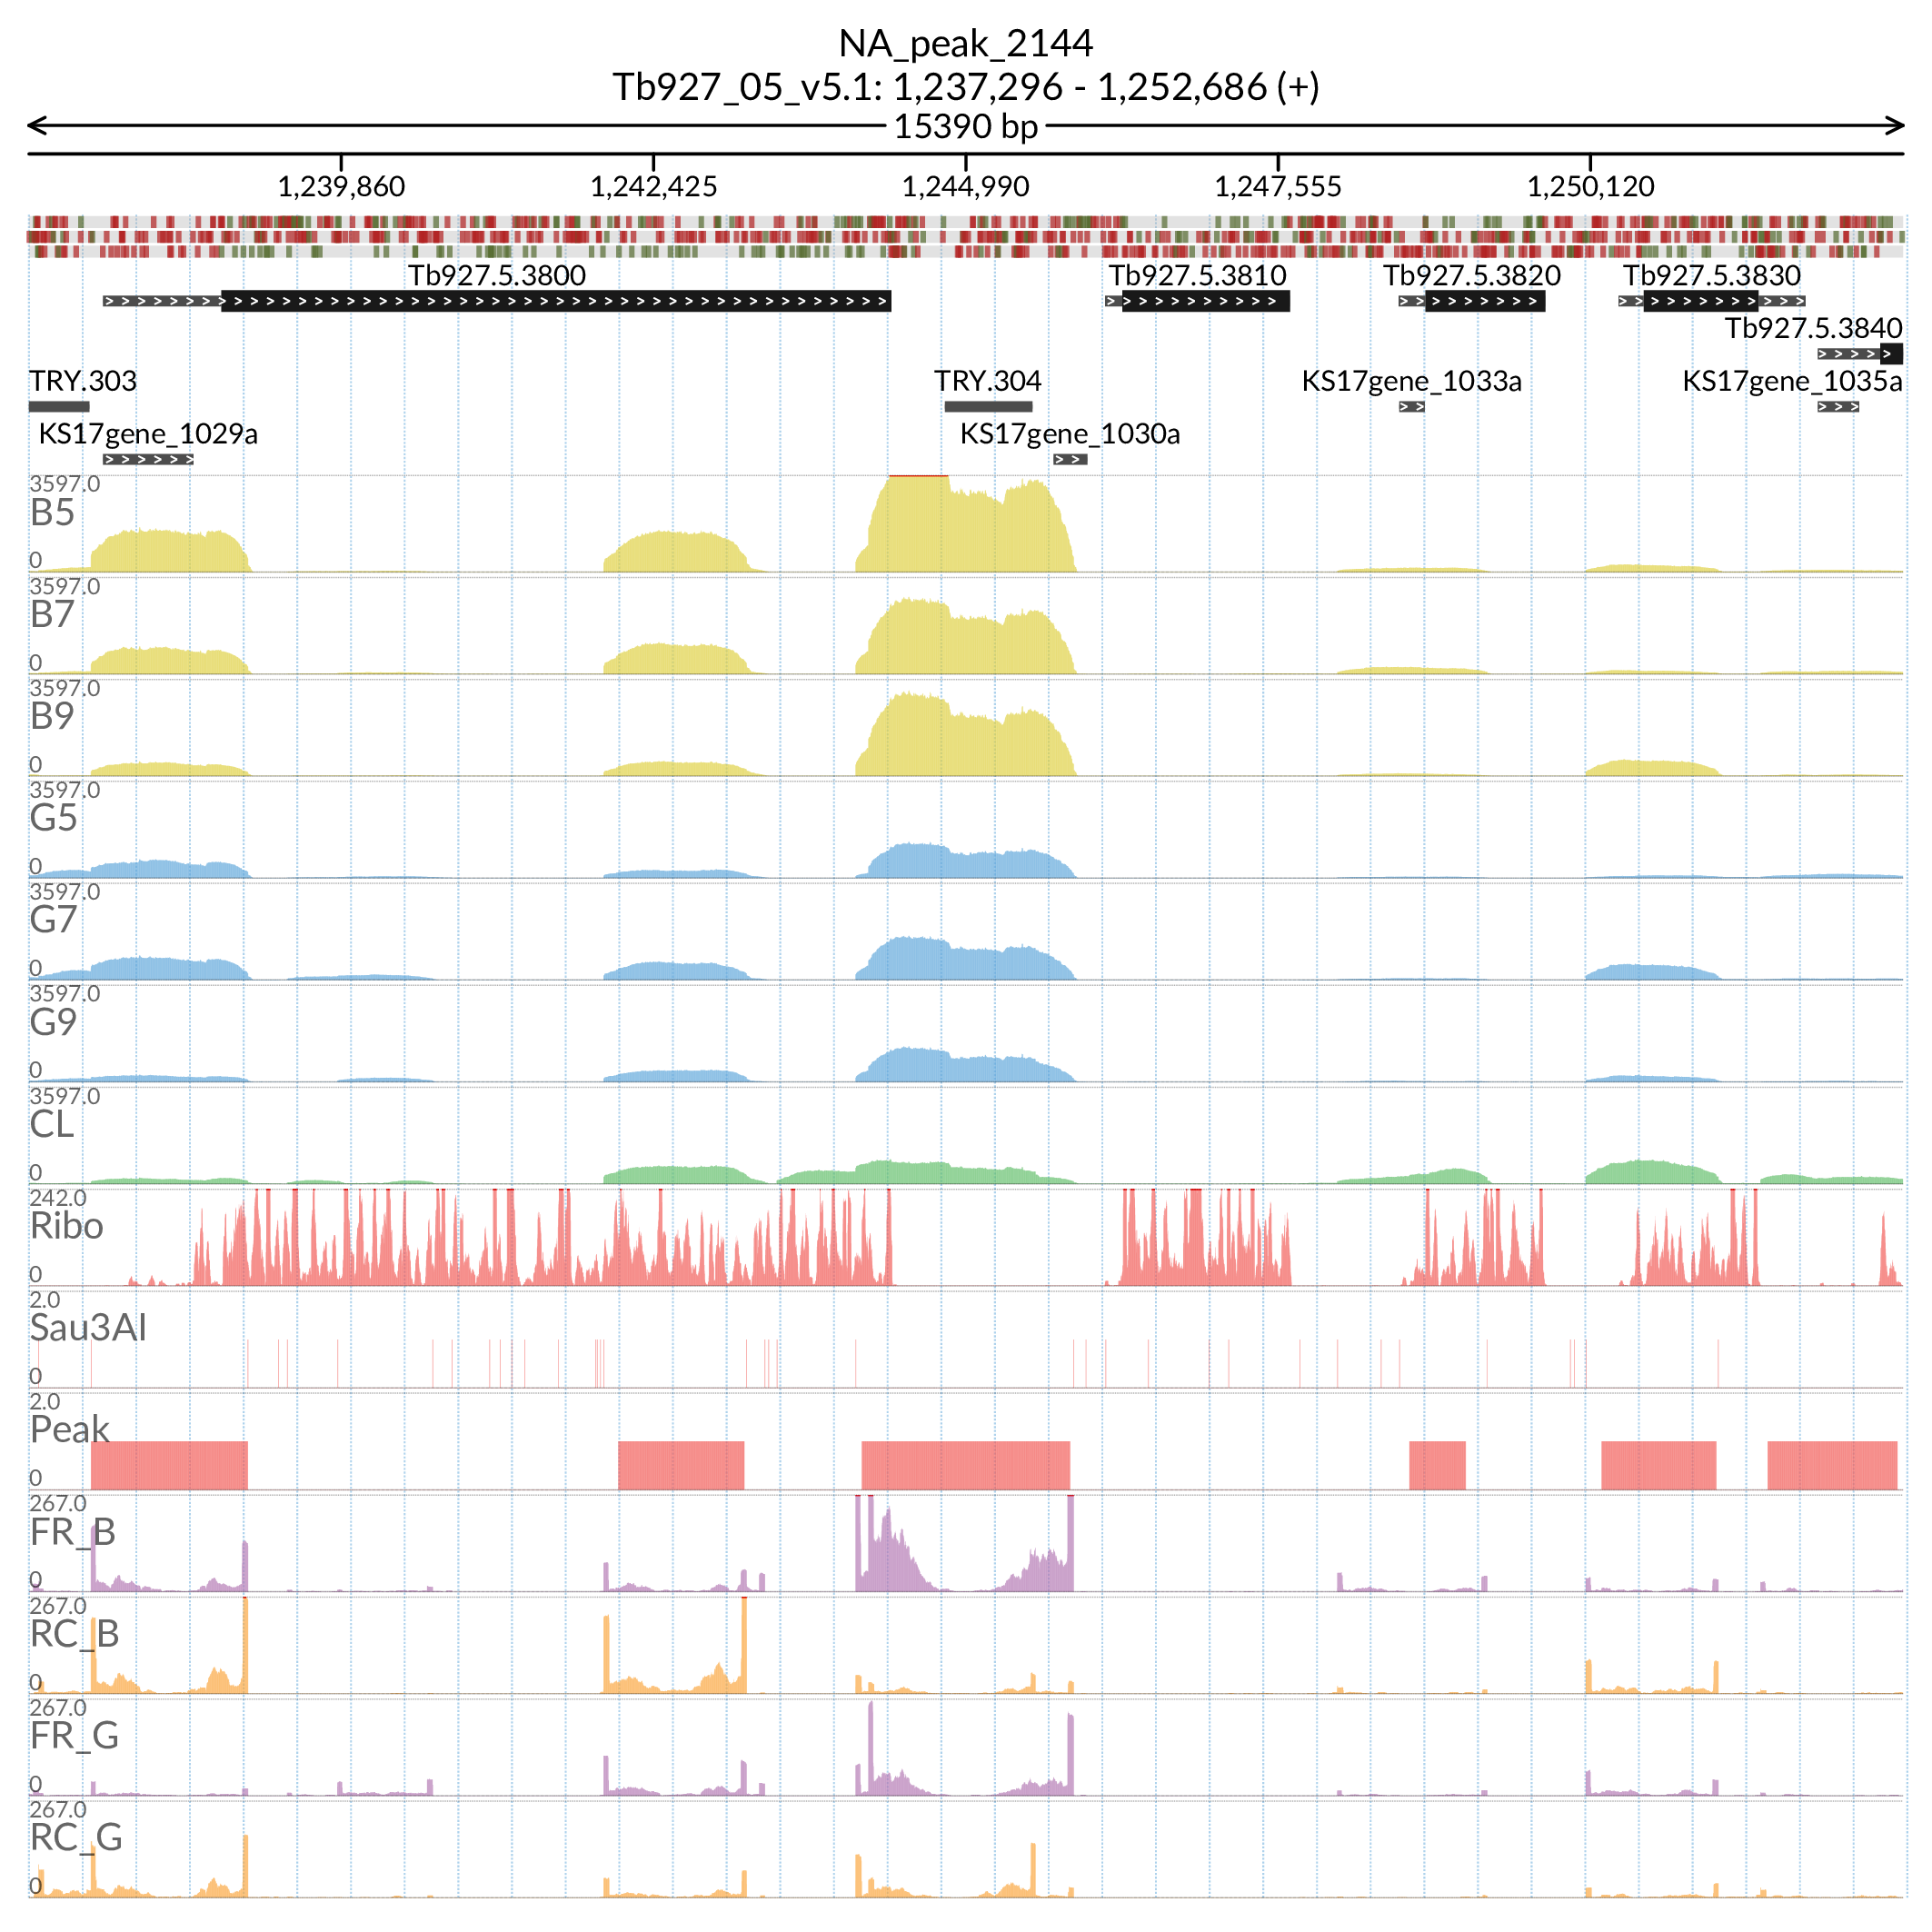 NA_peak_2144
Tb927_05_v5.1: 1,237,296 - 1,252,686 (+)
15390 bp
1,239,860 1,242,425 1,244,990 1,247,555 1,250,120
Tb927.5.3800 Tb927.5.3810 Tb927.5.3820 Tb927.5.3830
Tb927.5.3840
TRY.303 TRY.304 KS17gene_1033a KS17gene_1035a
KS17gene_1029a KS17gene_1030a
3597.0
B5
0
3597.0
B7
0
3597.0
B9
0
3597.0
G5
0
3597.0
G7
0
3597.0
G9
0
3597.0
CL
0
242.0
Ribo
0
2.0
Sau3AI
0
2.0
Peak
0
267.0
FR_B
0
267.0
RC_B
0
267.0
FR_G
0
267.0
RC_G
0